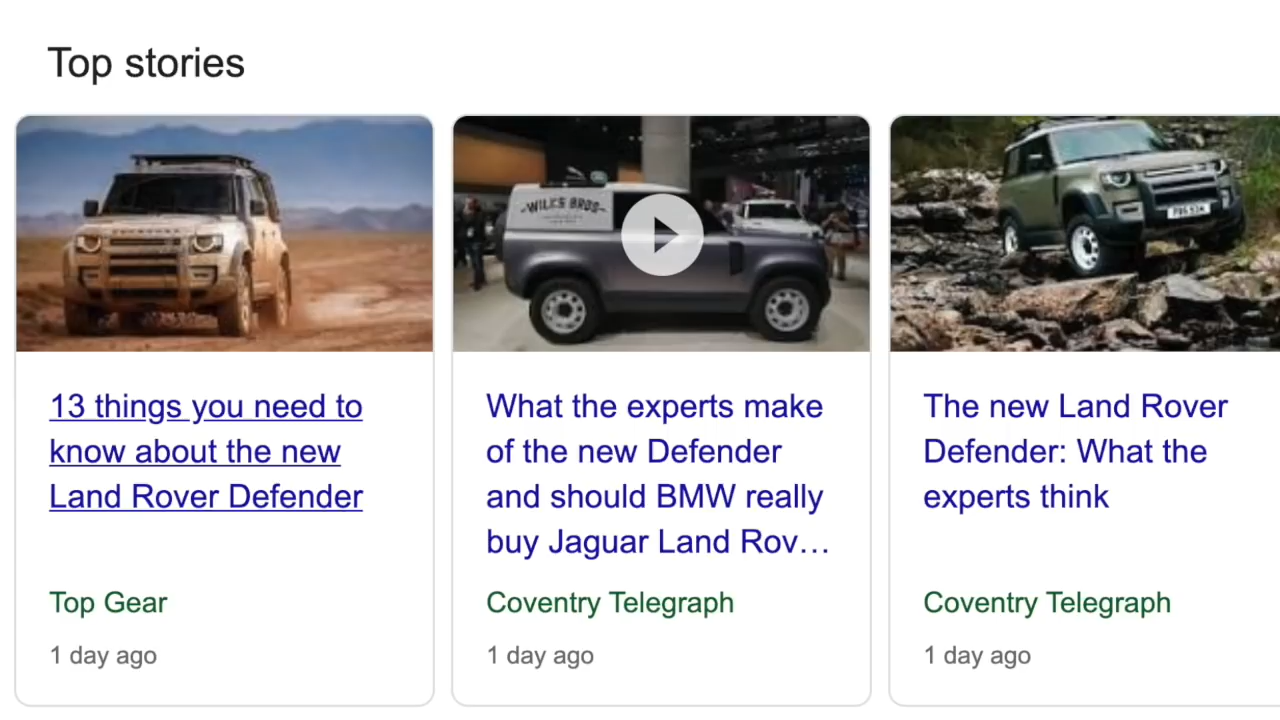 Top stories
WILKS BROS
13 things you need to
know about the new
Land Rover Defender
Top Gear
1 day ago
What the experts make
of the new Defender
and should BMW really
buy Jaguar Land Rov…
Coventry Telegraph
1 day ago
The new Land Rover
Defender: What the
experts think
Coventry Telegraph
1 day ago